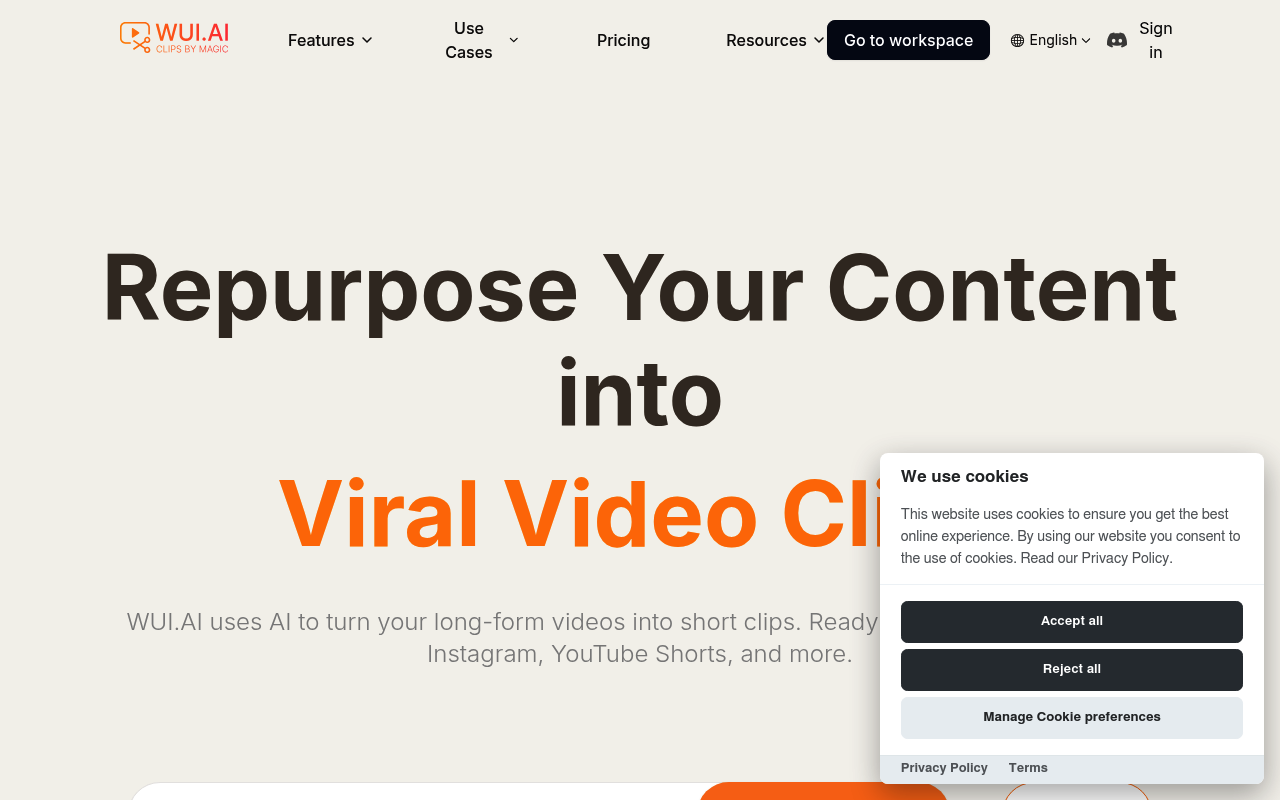 WUI.AI
CLIPS BY MAGIC
Features
Use Cases
Pricing
Resources
Go to workspace
English
Sign in
Repurpose Your Content
into
Viral Video Cli
WUI.AI uses AI to turn your long-form videos into short clips. Ready
Instagram, YouTube Shorts, and more.
We use cookies
This website uses cookies to ensure you get the best
online experience. By using our website you consent to
the use of cookies. Read our Privacy Policy.
Accept all
Reject all
Manage Cookie preferences
Privacy Policy Terms